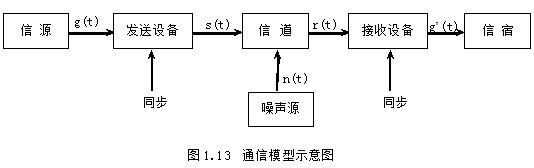 信 源 g(t) 发送设备 s(t) 信 道 r(t) 接收设备 g'(t) 信 宿
同步 n(t) 同步
噪声源
图1.13 通信模型示意图